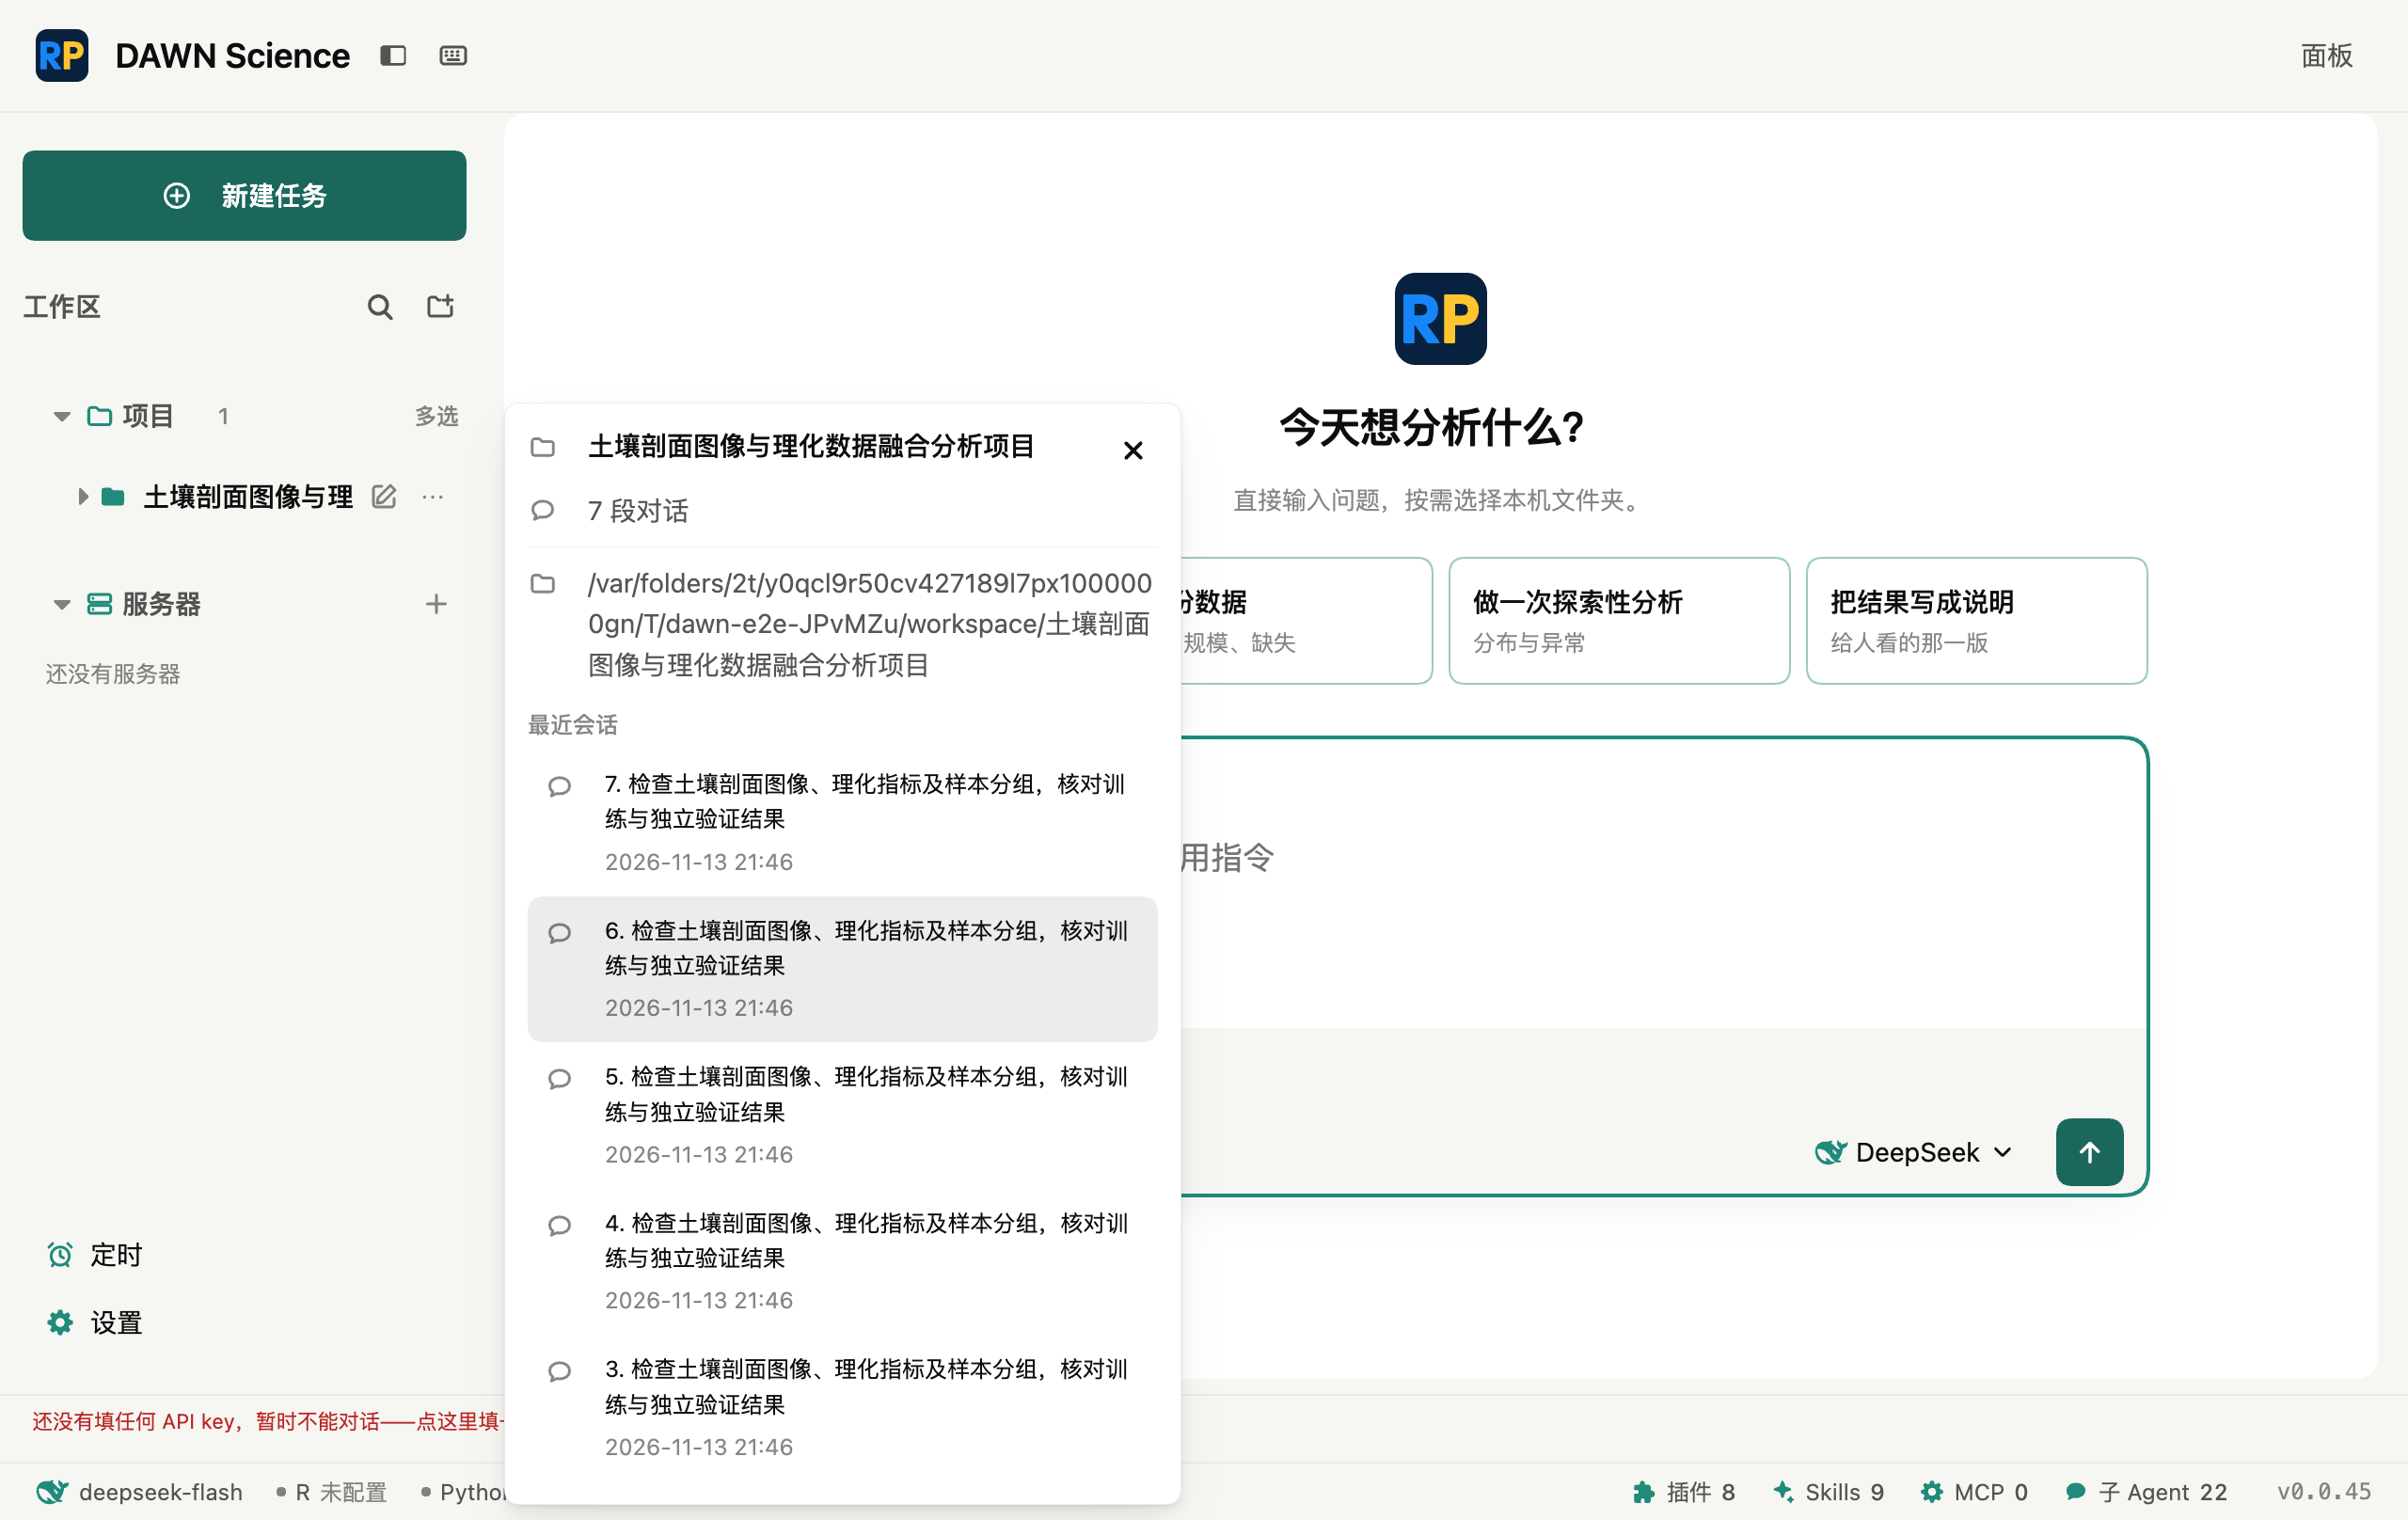 RP DAWN Science
面板
新建任务
工作区
项目 1 多选
土壤剖面图像与理 ···
服务器
还没有服务器
定时
设置
土壤剖面图像与理化数据融合分析项目
7 段对话
/var/folders/2t/y0qcl9r50cv427189l7px100000
0gn/T/dawn-e2e-JPvMZu/workspace/土壤剖面
图像与理化数据融合分析项目
最近会话
7. 检查土壤剖面图像、理化指标及样本分组，核对训
练与独立验证结果
2026-11-13 21:46
6. 检查土壤剖面图像、理化指标及样本分组，核对训
练与独立验证结果
2026-11-13 21:46
5. 检查土壤剖面图像、理化指标及样本分组，核对训
练与独立验证结果
2026-11-13 21:46
4. 检查土壤剖面图像、理化指标及样本分组，核对训
练与独立验证结果
2026-11-13 21:46
3. 检查土壤剖面图像、理化指标及样本分组，核对训
练与独立验证结果
2026-11-13 21:46
RP
今天想分析什么?
直接输入问题，按需选择本机文件夹。
数据
规模、缺失
做一次探索性分析
分布与异常
把结果写成说明
给人看的那一版
用指令
DeepSeek
还没有填任何 API key，暂时不能对话——点这里填
deepseek-flash R 未配置 Pytho
插件 8 Skills 9 MCP 0 子 Agent 22 v0.0.45